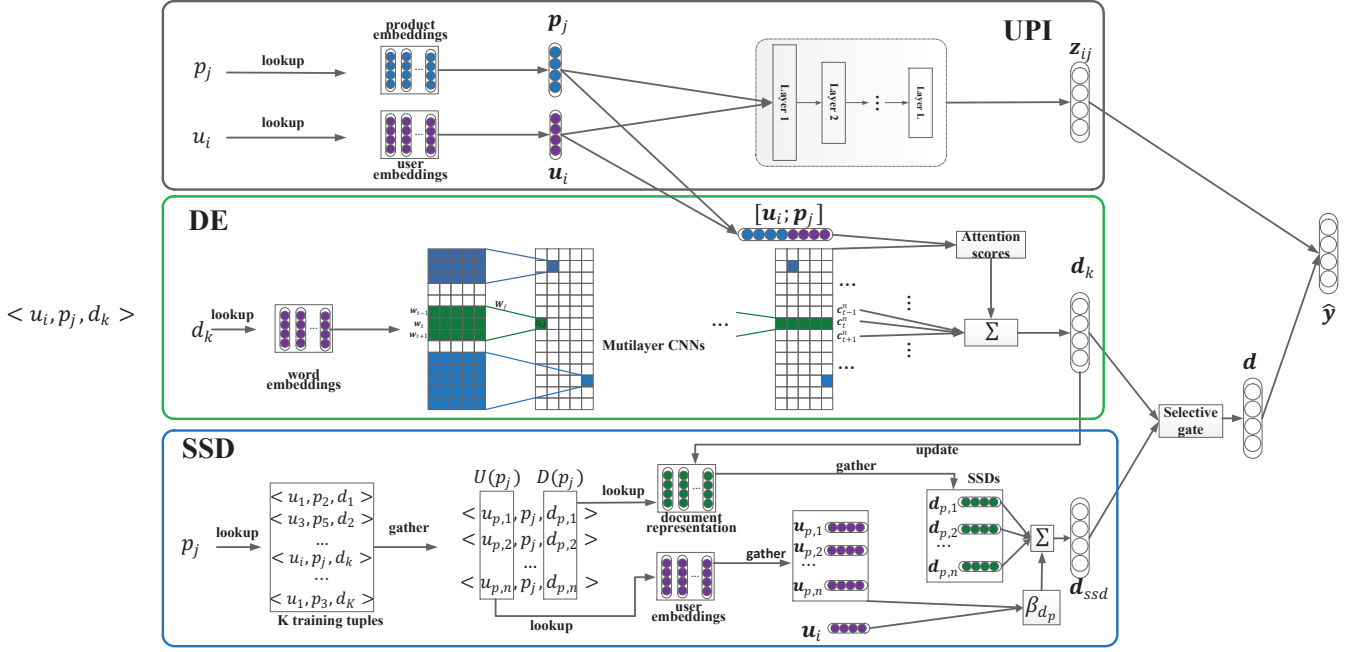 UPI
product
embeddings
p_j
z_ij
p_j
lookup
...
Layer 1
Layer 2
...
Layer L
u_i
lookup
...
user
embeddings
u_i
DE
[u_i; p_j]
Attention
scores
d_k
< u_i, p_j, d_k >
d_k
lookup
...
word
embeddings
w_{t-1}
w_t
w_{t+1}
w_f
Mutilayer CNNs
...
...
c^n_{t-1}
c^n_t
c^n_{t+1}
...
...
...
Σ
ŷ
d
Selective
gate
SSD
update
p_j
lookup
< u_1, p_2, d_1 >
< u_3, p_5, d_2 >
...
< u_i, p_j, d_k >
...
< u_1, p_3, d_K >
K training tuples
gather
U(p_j) D(p_j)
< u_{p,1}, p_j, d_{p,1} >
< u_{p,2}, p_j, d_{p,2} >
...
< u_{p,n}, p_j, d_{p,n} >
lookup
...
document
representation
gather
lookup
...
user
embeddings
gather
u_{p,1}
u_{p,2}
...
u_{p,n}
u_i
SSDs
d_{p,1}
d_{p,2}
...
d_{p,n}
Σ
β_{d_p}
d_{ssd}